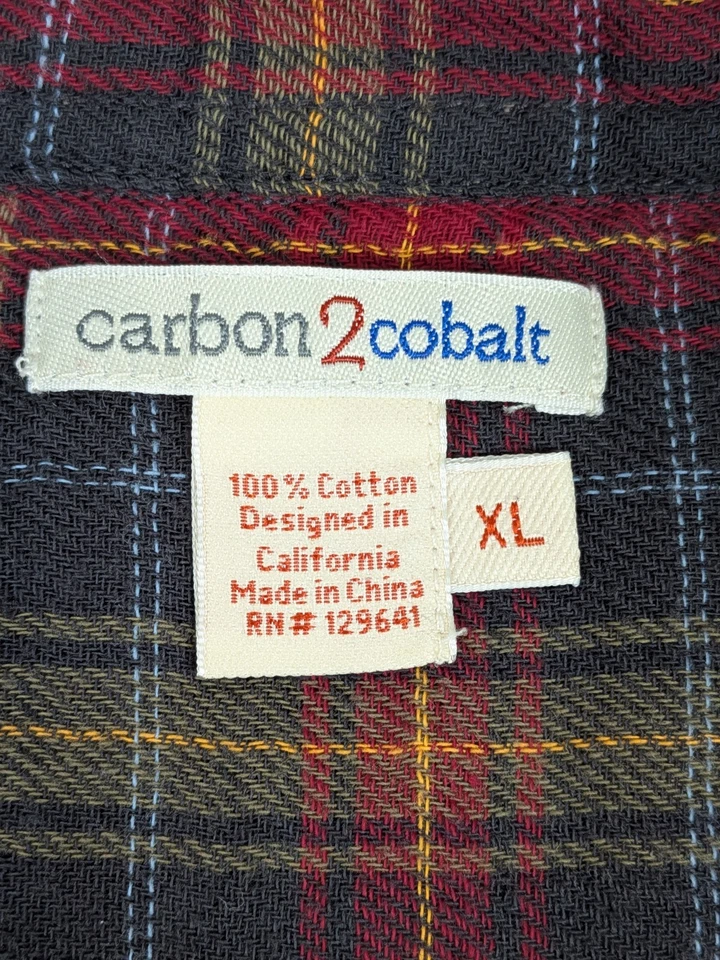 carbon2cobalt
100% Cotton
Designed in
California
Made in China
RN# 129641
XL